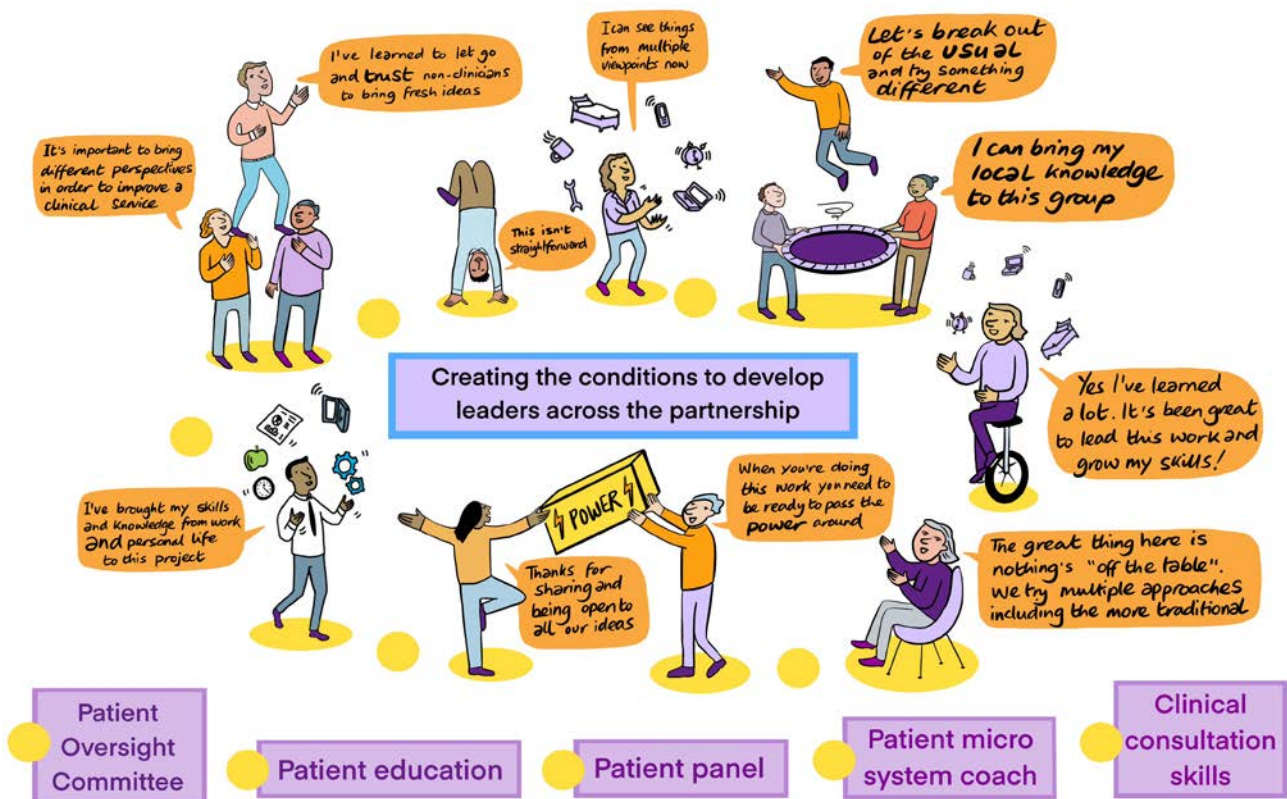 I've learned to let go
and trust non-clinicians
to bring fresh ideas
I can see things
from multiple
viewpoints now
Let's break out
of the USUAL
and try something
different
It's important to bring
different perspectives
in order to improve a
clinical service
This isn't
straightforward
I can bring my
local knowledge
to this group
Creating the conditions to develop
leaders across the partnership
Yes I've learned
a lot. It's been great
to lead this work and
grow my skills!
I've brought my skills
and knowledge from work
and personal life
to this project
POWER
When you're doing
this work you need to
be ready to pass the
power around
Thanks for
sharing and
being open to
all our ideas
The great thing here is
nothing's "off the table".
We try multiple approaches
including the more traditional
Patient
Oversight
Committee
Patient education
Patient panel
Patient micro
system coach
Clinical
consultation
skills